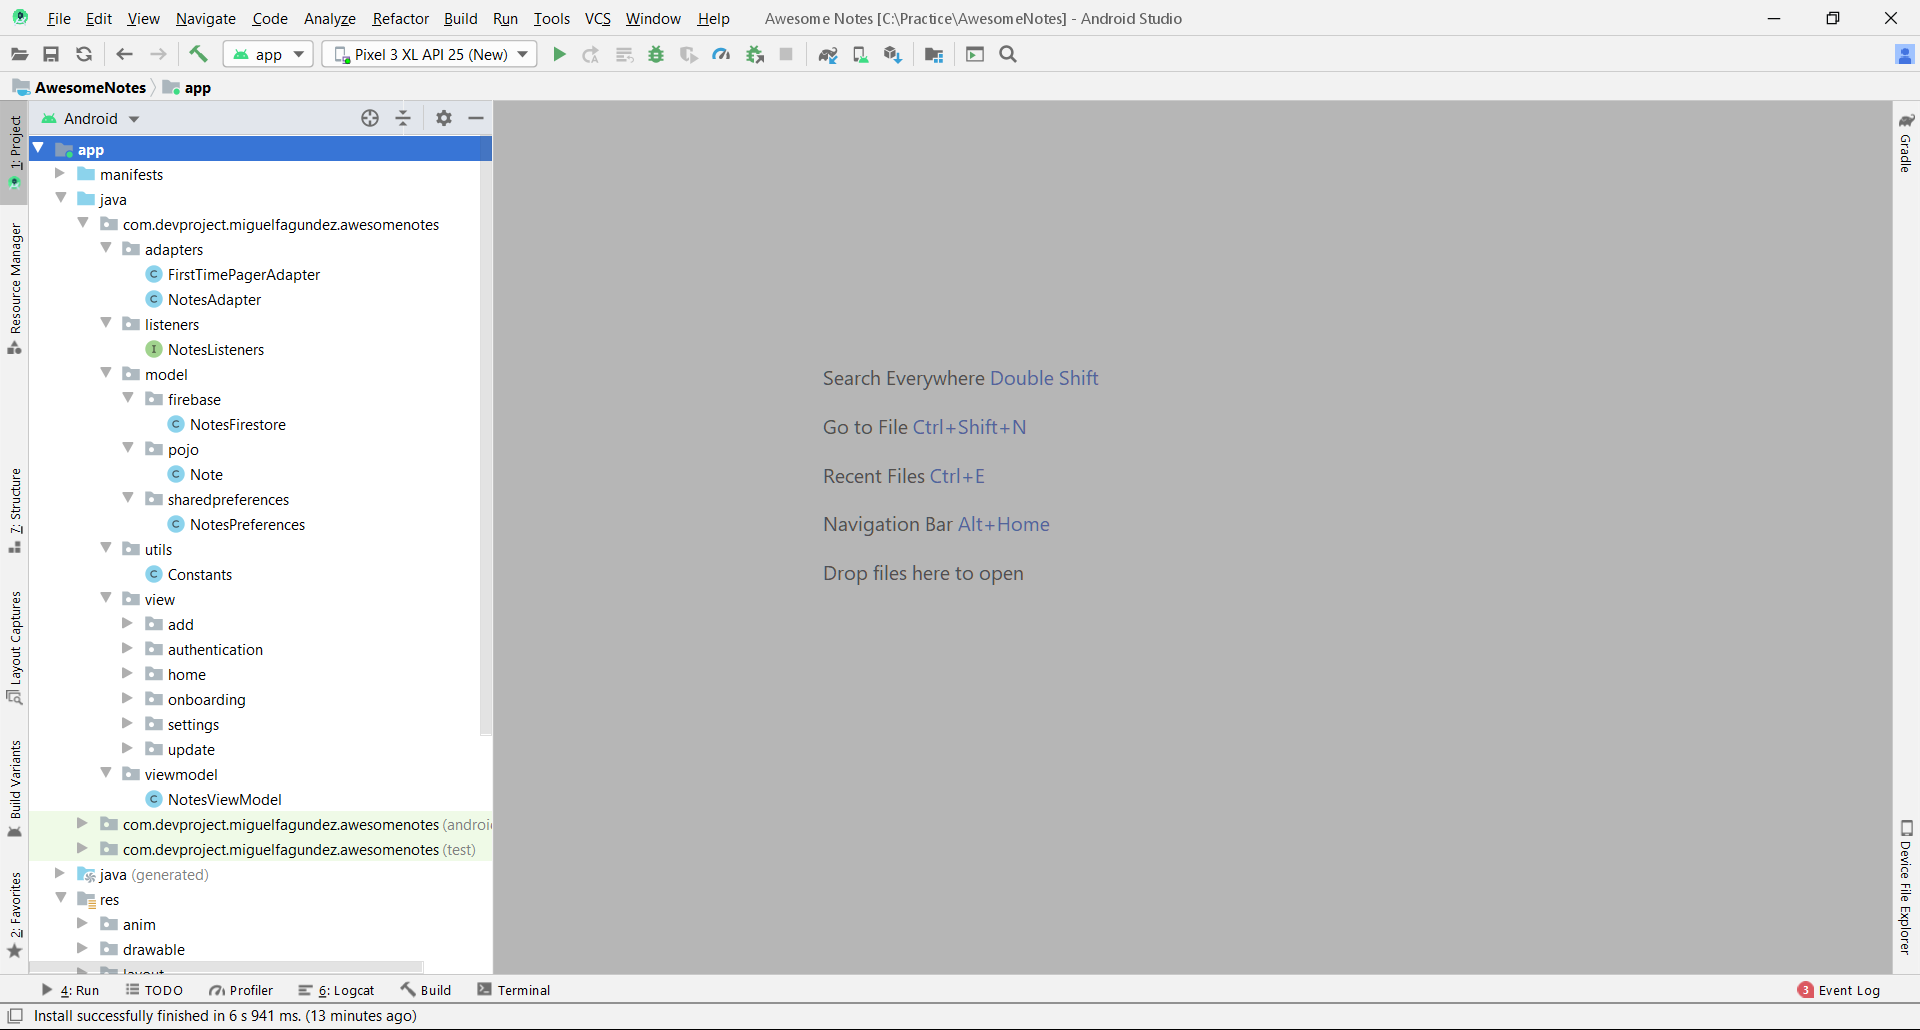 File Edit View Navigate Code Analyze Refactor Build Run Tools VCS Window Help Awesome Notes [C:\Practice\AwesomeNotes] - Android Studio
app Pixel 3 XL API 25 (New)
AwesomeNotes app
Android
1: Project
Resource Manager
7: Structure
Layout Captures
Build Variants
2: Favorites
app
manifests
java
com.devproject.miguelfagundez.awesomenotes
adapters
C FirstTimePagerAdapter
C NotesAdapter
listeners
I NotesListeners
model
firebase
C NotesFirestore
pojo
C Note
sharedpreferences
C NotesPreferences
utils
C Constants
view
add
authentication
home
onboarding
settings
update
viewmodel
C NotesViewModel
com.devproject.miguelfagundez.awesomenotes (androi
com.devproject.miguelfagundez.awesomenotes (test)
java (generated)
res
anim
drawable
layout
Search Everywhere Double Shift
Go to File Ctrl+Shift+N
Recent Files Ctrl+E
Navigation Bar Alt+Home
Drop files here to open
Gradle
Device File Explorer
4: Run TODO Profiler 6: Logcat Build Terminal 3 Event Log
Install successfully finished in 6 s 941 ms. (13 minutes ago)